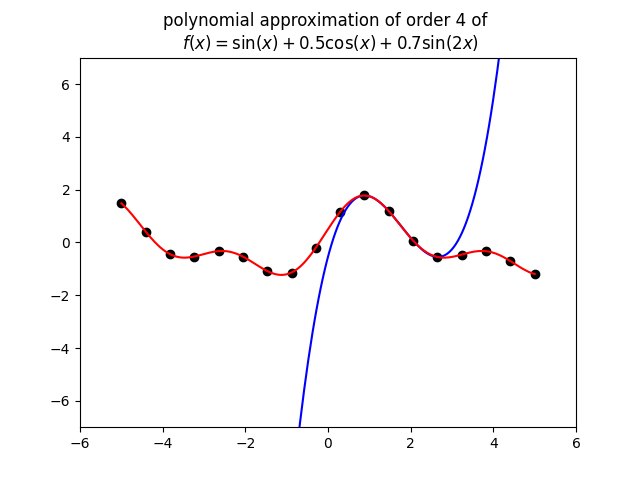 polynomial approximation of order 4 of
f(x) = sin(x) + 0.5cos(x) + 0.7sin(2x)
6
4
2
0
−2
−4
−6
−6 −4 −2 0 2 4 6